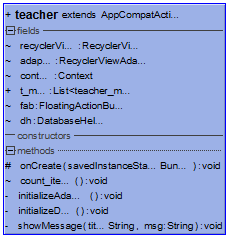 + teacher extends AppCompatActi...
fields
~ recyclerVi... :RecyclerVi...
~ adap... :RecyclerViewAda...
~ cont... :Context
+ t_m... :List<teacher_m...
~ fab:FloatingActionBu...
~ dh:DatabaseHel...
constructors
methods
# onCreate(savedInstanceSta... Bun... ):void
~ count_ite... ():void
- initializeAda... ():void
- initializeD... ():void
- showMessage(tit... String, msg:String):void